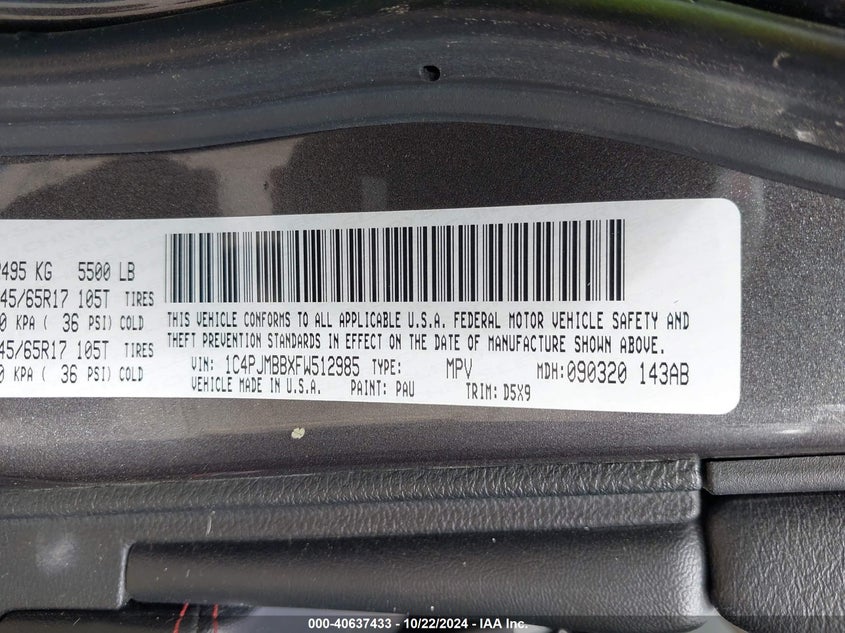 495 KG 5500 LB
45/65R17 105T TIRES
0 KPA ( 36 PSI) COLD
45/65R17 105T TIRES
0 KPA ( 36 PSI) COLD
THIS VEHICLE CONFORMS TO ALL APPLICABLE U.S.A. FEDERAL MOTOR VEHICLE SAFETY AND
THEFT PREVENTION STANDARDS IN EFFECT ON THE DATE OF MANUFACTURE SHOWN ABOVE.
VIN: 1C4PJMBBXFW512985 TYPE: MPV MDH: 090320 143AB
VEHICLE MADE IN U.S.A. PAINT: PAU TRIM: D5X9
000-40637433 - 10/22/2024 - IAA Inc.